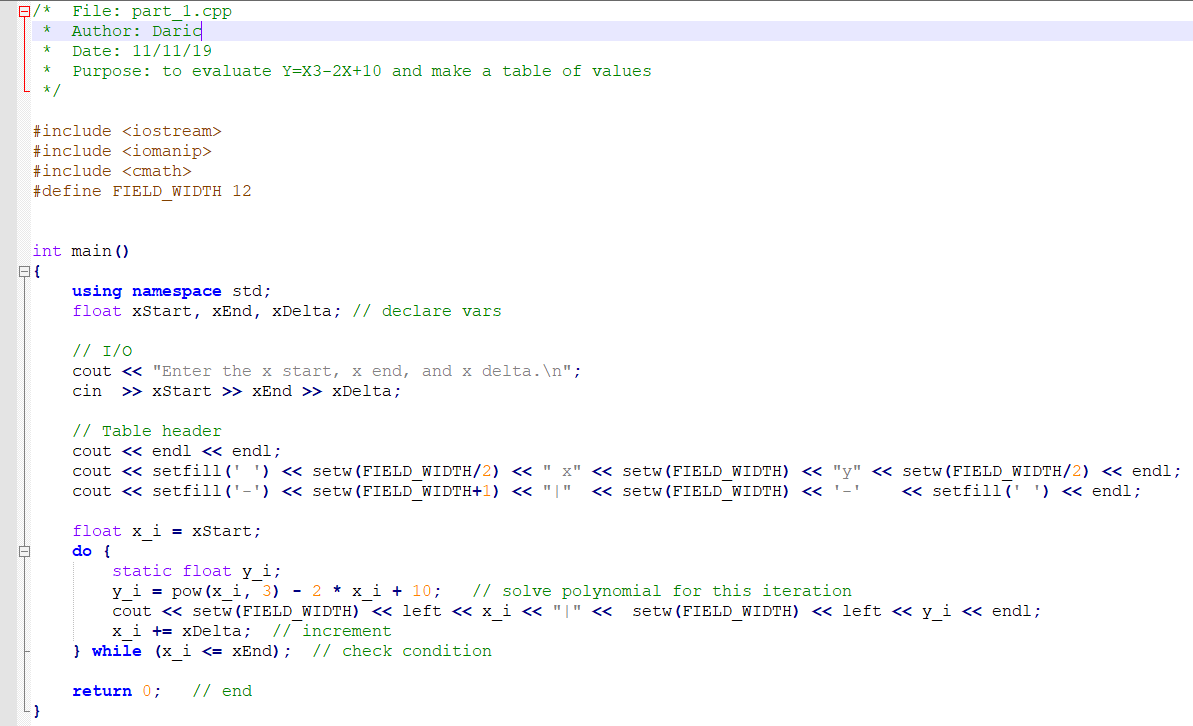 /*  File: part_1.cpp
 *  Author: Daric
 *  Date: 11/11/19
 *  Purpose: to evaluate Y=X3-2X+10 and make a table of values
 */

#include <iostream>
#include <iomanip>
#include <cmath>
#define FIELD_WIDTH 12


int main()
{
    using namespace std;
    float xStart, xEnd, xDelta; // declare vars

    // I/O
    cout << "Enter the x start, x end, and x delta.\n";
    cin  >> xStart >> xEnd >> xDelta;

    // Table header
    cout << endl << endl;
    cout << setfill(' ') << setw(FIELD_WIDTH/2) << " x" << setw(FIELD_WIDTH) << "y" << setw(FIELD_WIDTH/2) << endl;
    cout << setfill('-') << setw(FIELD_WIDTH+1) << "|"  << setw(FIELD_WIDTH) << '-'    << setfill(' ') << endl;

    float x_i = xStart;
    do {
        static float y_i;
        y_i = pow(x_i, 3) - 2 * x_i + 10;   // solve polynomial for this iteration
        cout << setw(FIELD_WIDTH) << left << x_i << "|" <<  setw(FIELD_WIDTH) << left << y_i << endl;
        x_i += xDelta;  // increment
    } while (x_i <= xEnd);  // check condition

    return 0;   // end
}